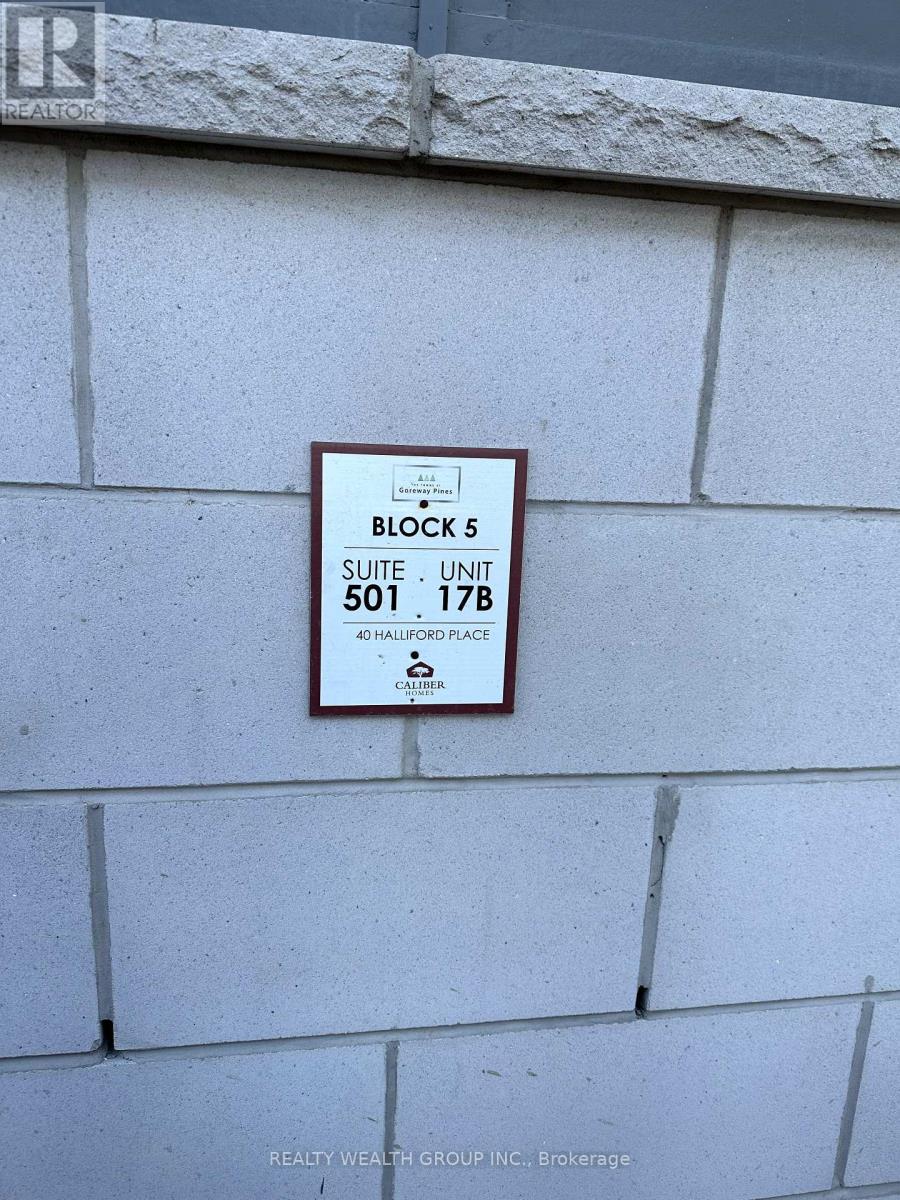 REALTOR®
THE TOWNS AT
Goreway Pines
BLOCK 5
SUITE UNIT
501 17B
40 HALLIFORD PLACE
CALIBER
HOMES
REALTY WEALTH GROUP INC., Brokerage